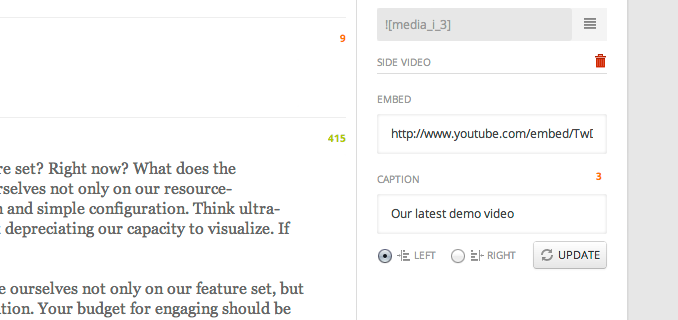 9
415
re set? Right now? What does the
rselves not only on our resource-
n and simple configuration. Think ultra-
depreciating our capacity to visualize. If
e ourselves not only on our feature set, but
tion. Your budget for engaging should be
![media_i_3]
SIDE VIDEO
EMBED
http://www.youtube.com/embed/Tw
CAPTION 3
Our latest demo video
LEFT RIGHT UPDATE